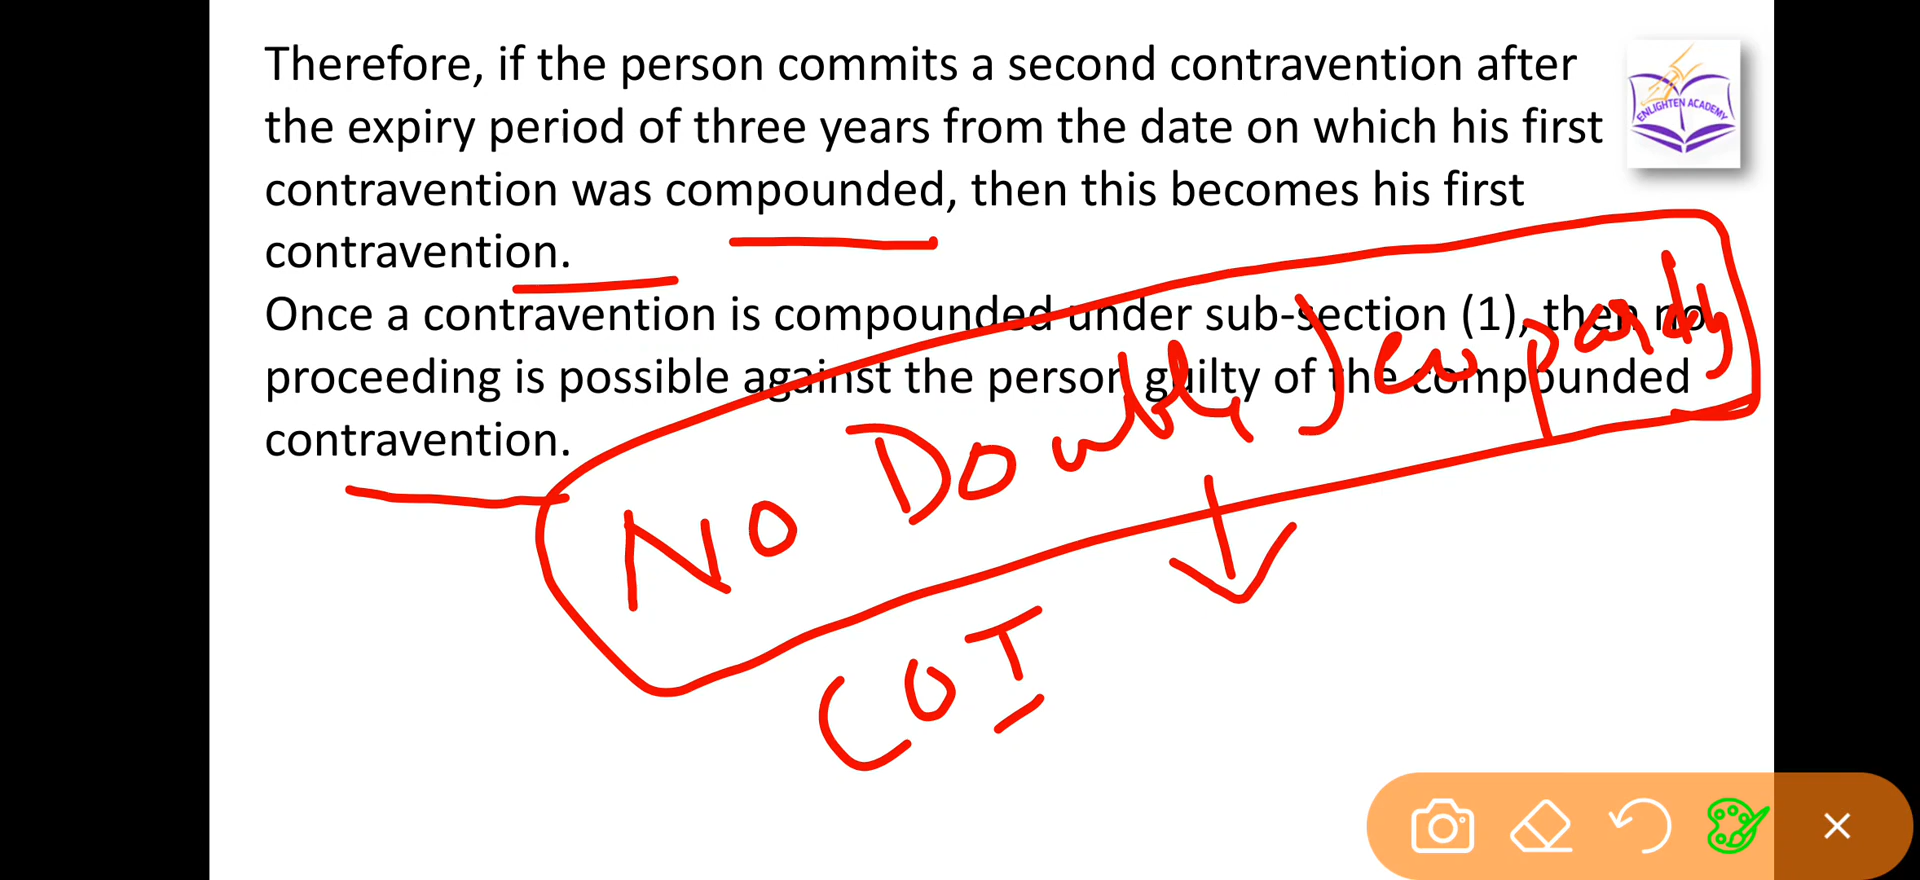 Therefore, if the person commits a second contravention after
the expiry period of three years from the date on which his first
contravention was compounded, then this becomes his first
contravention.
Once a contravention is compounded under sub-section (1), then no
proceeding is possible against the person guilty of the compounded
contravention.
ENLIGHTEN ACADEMY
No Double Jeopardy
COI